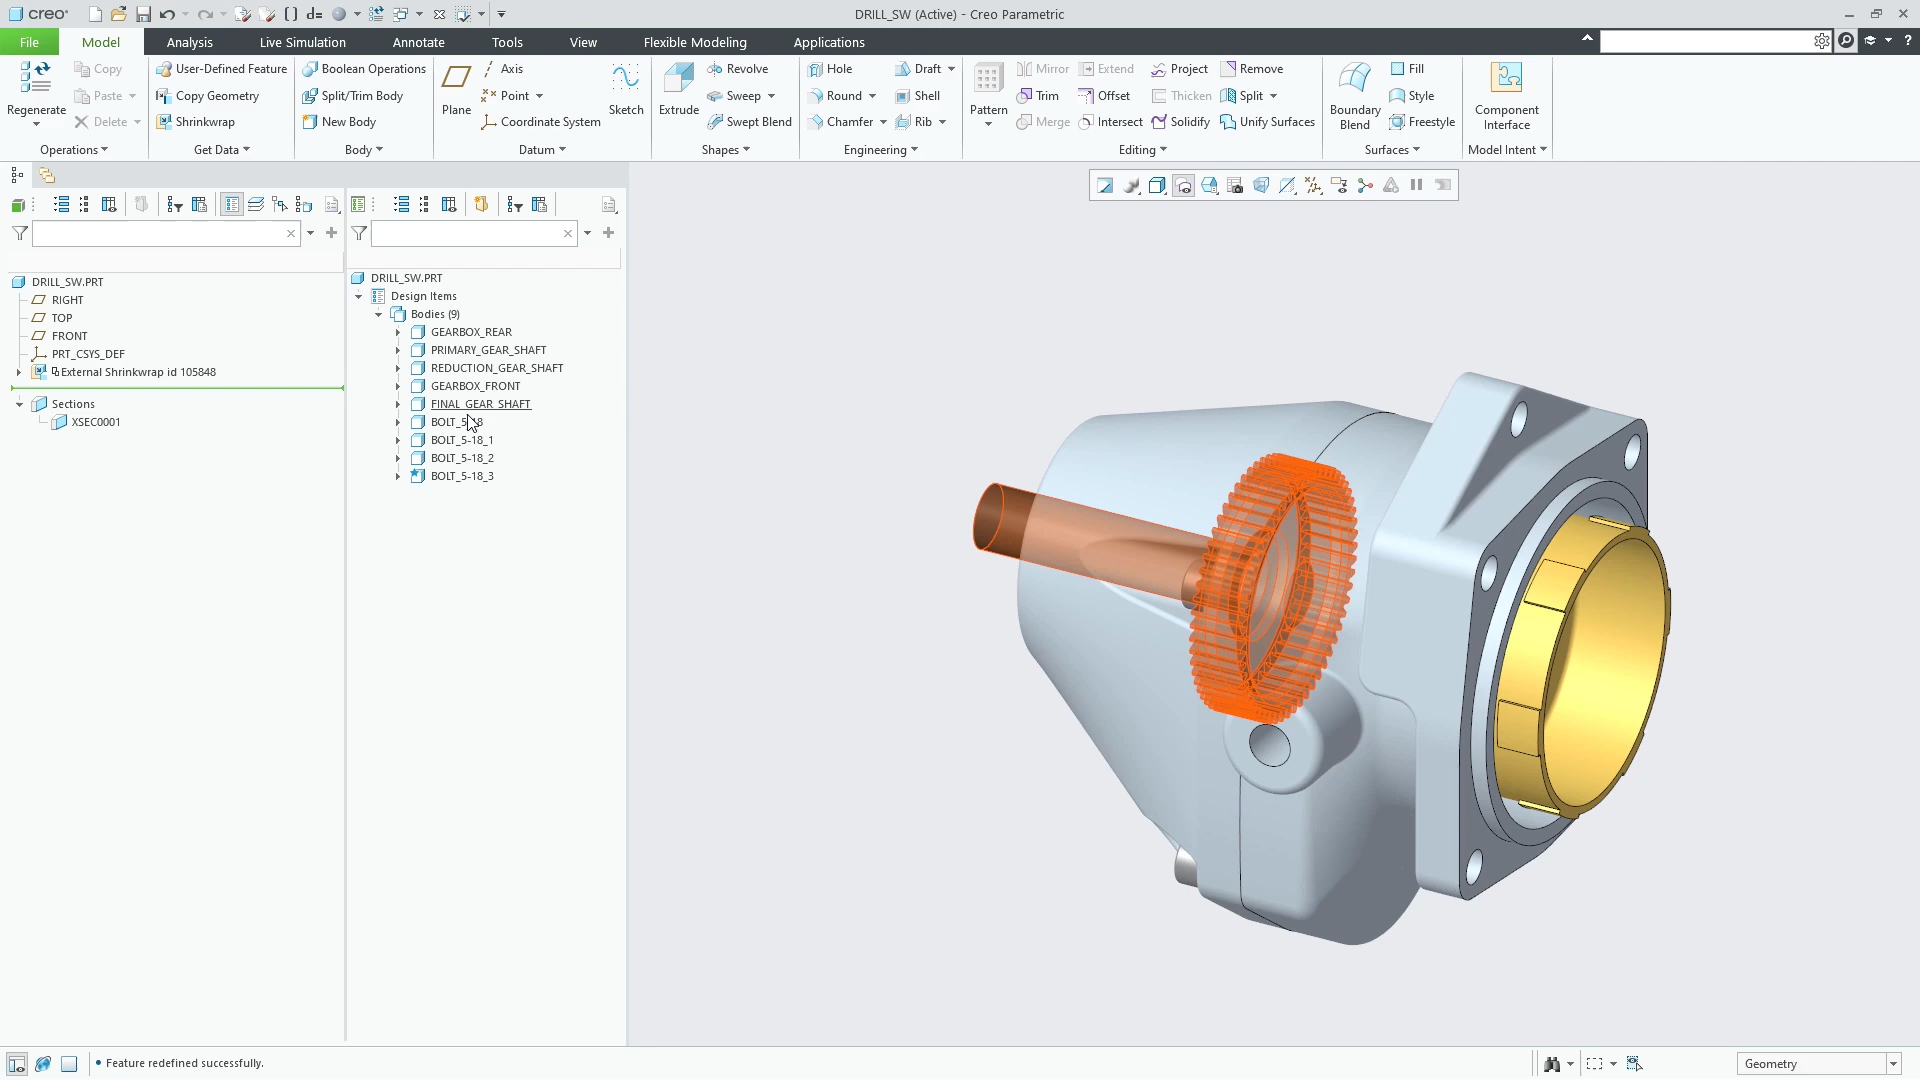 creo
d=
DRILL_SW (Active) - Creo Parametric
File
Model
Analysis
Live Simulation
Annotate
Tools
View
Flexible Modeling
Applications
?
Regenerate
Copy
Paste
Delete
Operations
User-Defined Feature
Copy Geometry
Shrinkwrap
Get Data
Boolean Operations
Split/Trim Body
New Body
Body
Plane
Axis
Point
Coordinate System
Sketch
Datum
Extrude
Revolve
Sweep
Swept Blend
Shapes
Hole
Round
Chamfer
Draft
Shell
Rib
Engineering
Pattern
Mirror
Trim
Merge
Extend
Offset
Intersect
Project
Thicken
Solidify
Remove
Split
Unify Surfaces
Editing
Boundary
Blend
Fill
Style
Freestyle
Surfaces
Component
Interface
Model Intent
DRILL_SW.PRT
RIGHT
TOP
FRONT
PRT_CSYS_DEF
External Shrinkwrap id 105848
Sections
XSEC0001
DRILL_SW.PRT
Design Items
Bodies (9)
GEARBOX_REAR
PRIMARY_GEAR_SHAFT
REDUCTION_GEAR_SHAFT
GEARBOX_FRONT
FINAL_GEAR_SHAFT
BOLT_5-18
BOLT_5-18_1
BOLT_5-18_2
BOLT_5-18_3
• Feature redefined successfully.
Geometry